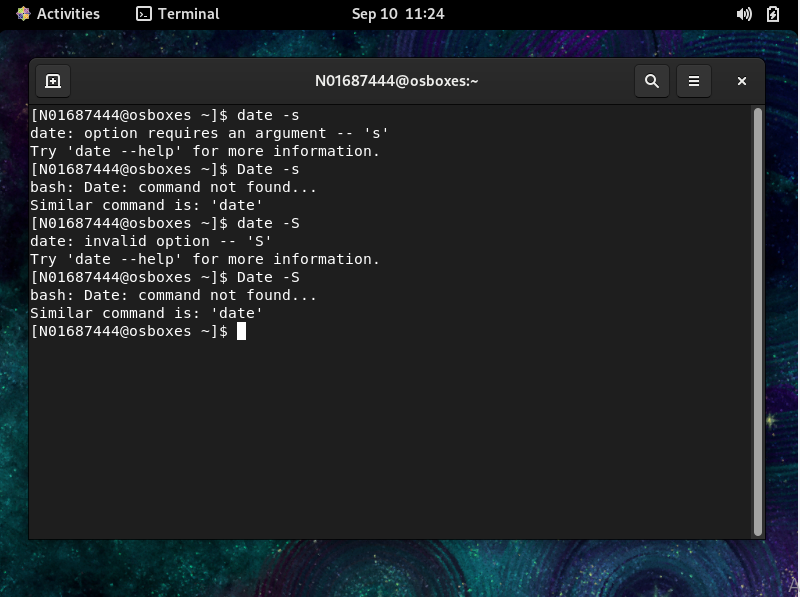 Activities Terminal Sep 10 11:24
N01687444@osboxes:~
[N01687444@osboxes ~]$ date -s
date: option requires an argument -- 's'
Try 'date --help' for more information.
[N01687444@osboxes ~]$ Date -s
bash: Date: command not found...
Similar command is: 'date'
[N01687444@osboxes ~]$ date -S
date: invalid option -- 'S'
Try 'date --help' for more information.
[N01687444@osboxes ~]$ Date -S
bash: Date: command not found...
Similar command is: 'date'
[N01687444@osboxes ~]$